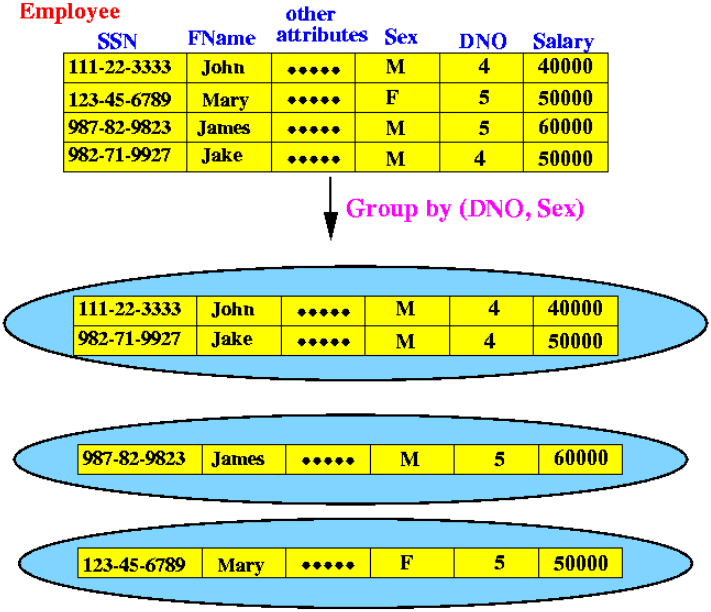 Employee
SSN FName other attributes Sex DNO Salary
111-22-3333 John ••••• M 4 40000
123-45-6789 Mary ••••• F 5 50000
987-82-9823 James ••••• M 5 60000
982-71-9927 Jake ••••• M 4 50000
Group by (DNO, Sex)
111-22-3333 John ••••• M 4 40000
982-71-9927 Jake ••••• M 4 50000
987-82-9823 James ••••• M 5 60000
123-45-6789 Mary ••••• F 5 50000